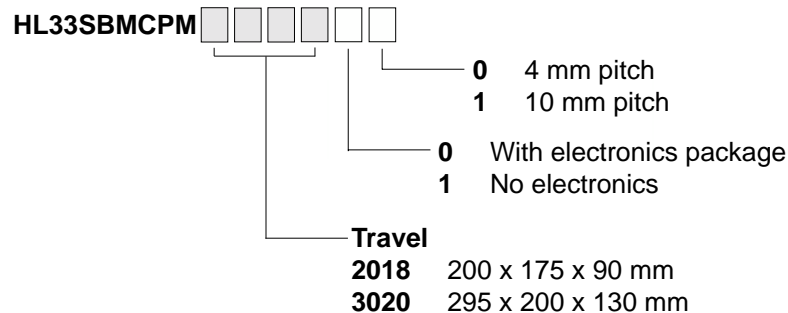 HL33SBMCPM
0 4 mm pitch
1 10 mm pitch
0 With electronics package
1 No electronics
Travel
2018 200 x 175 x 90 mm
3020 295 x 200 x 130 mm